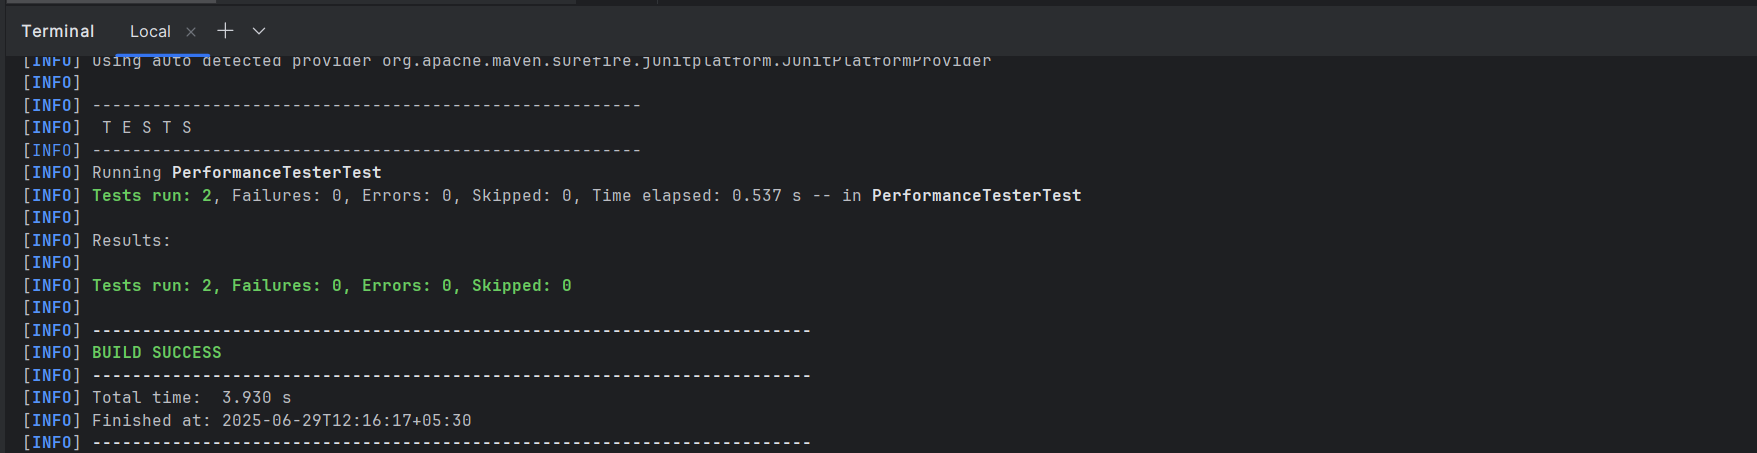 Terminal Local
[INFO] Using auto detected provider org.apache.maven.surefire.junitplatform.JUnitPlatformProvider
[INFO]
[INFO] -------------------------------------------------------
[INFO]  T E S T S
[INFO] -------------------------------------------------------
[INFO] Running PerformanceTesterTest
[INFO] Tests run: 2, Failures: 0, Errors: 0, Skipped: 0, Time elapsed: 0.537 s -- in PerformanceTesterTest
[INFO]
[INFO] Results:
[INFO]
[INFO] Tests run: 2, Failures: 0, Errors: 0, Skipped: 0
[INFO]
[INFO] ------------------------------------------------------------------------
[INFO] BUILD SUCCESS
[INFO] ------------------------------------------------------------------------
[INFO] Total time:  3.930 s
[INFO] Finished at: 2025-06-29T12:16:17+05:30
[INFO] ------------------------------------------------------------------------